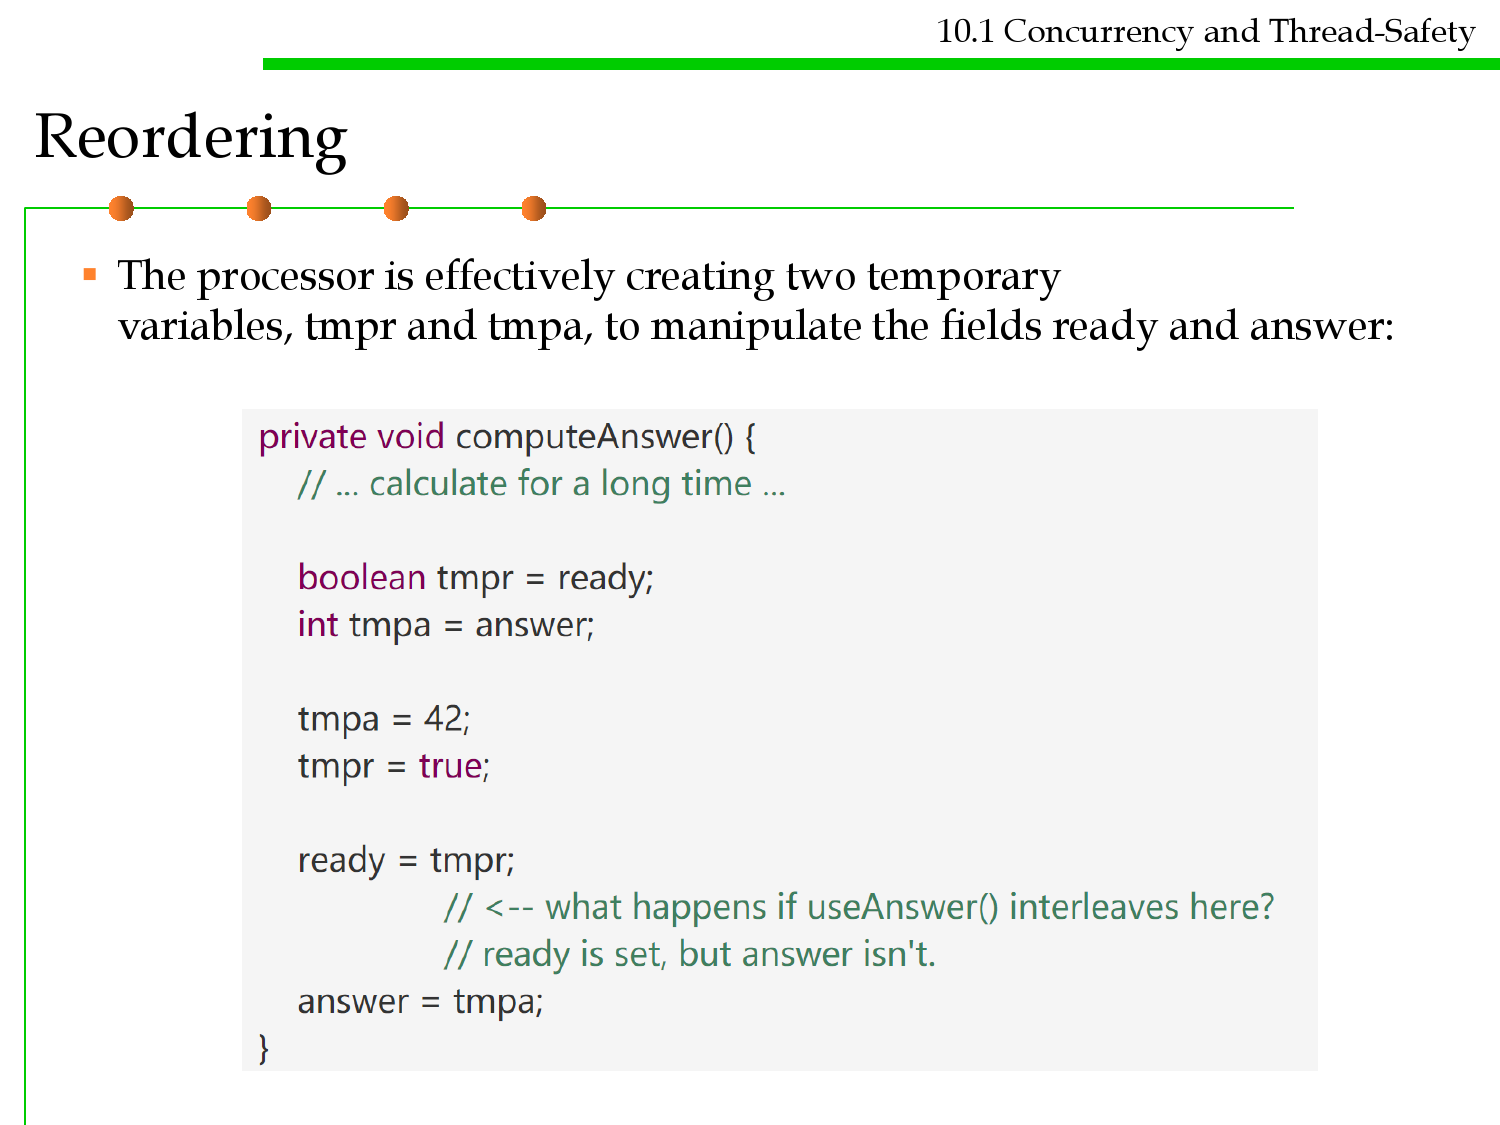 10.1 Concurrency and Thread-Safety
Reordering
▪ The processor is effectively creating two temporary
variables, tmpr and tmpa, to manipulate the fields ready and answer:
private void computeAnswer() {
// ... calculate for a long time ...
boolean tmpr = ready;
int tmpa = answer;
tmpa = 42;
tmpr = true;
ready = tmpr;
// <-- what happens if useAnswer() interleaves here?
// ready is set, but answer isn't.
answer = tmpa;
}